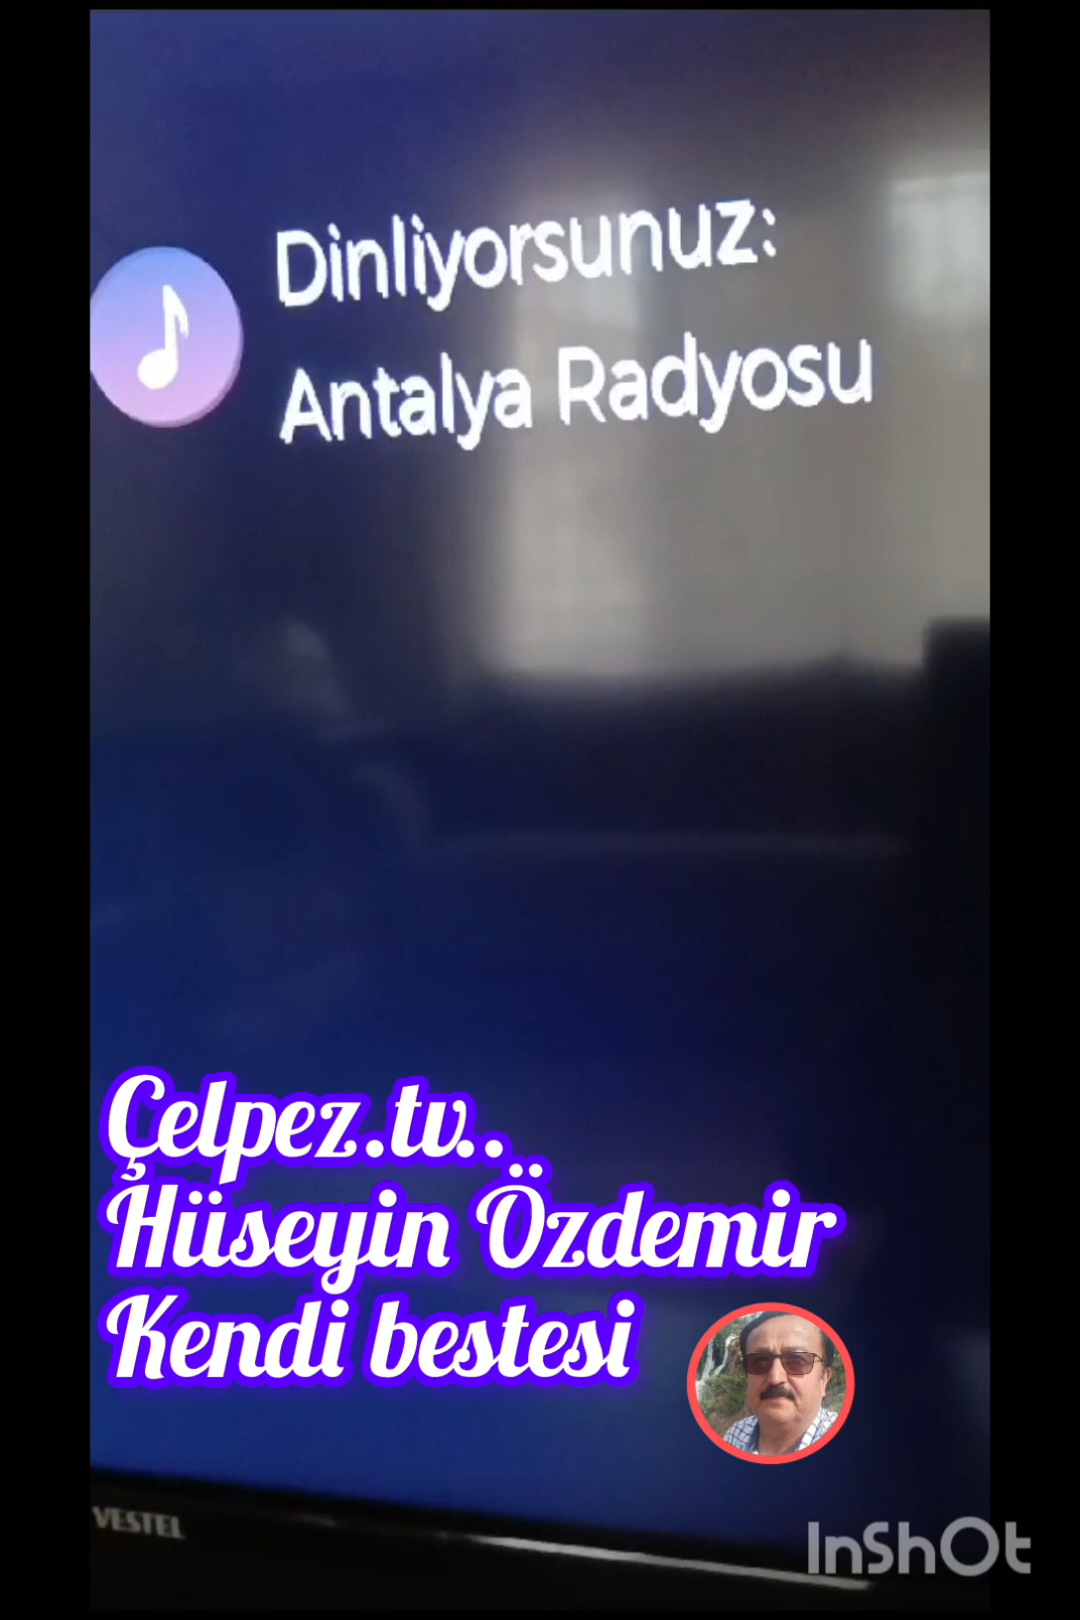 Dinliyorsunuz:
Antalya Radyosu
Çelpez.tv..
Hüseyin Özdemir
Kendi bestesi
VESTEL
InShOt